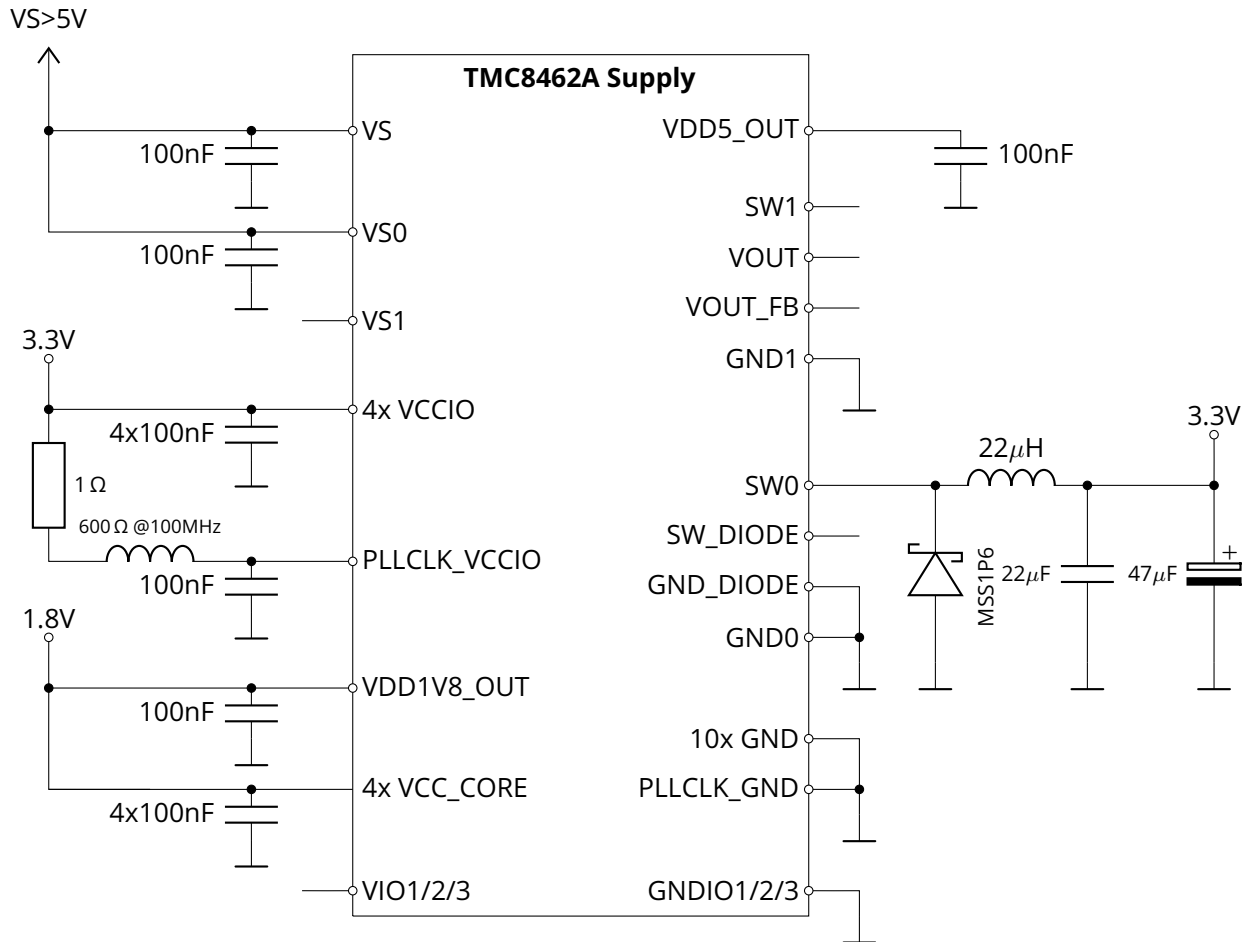 VS>5V
TMC8462A Supply
VS
100nF
VS0
100nF
VS1
3.3V
4x VCCIO
4x100nF
1 Ω
600 Ω @100MHz
PLLCLK_VCCIO
100nF
1.8V
VDD1V8_OUT
100nF
4x VCC_CORE
4x100nF
VIO1/2/3
VDD5_OUT
100nF
SW1
VOUT
VOUT_FB
GND1
SW0
22μH
3.3V
SW_DIODE
GND_DIODE
GND0
MSS1P6
22μF
47μF
+
10x GND
PLLCLK_GND
GNDIO1/2/3